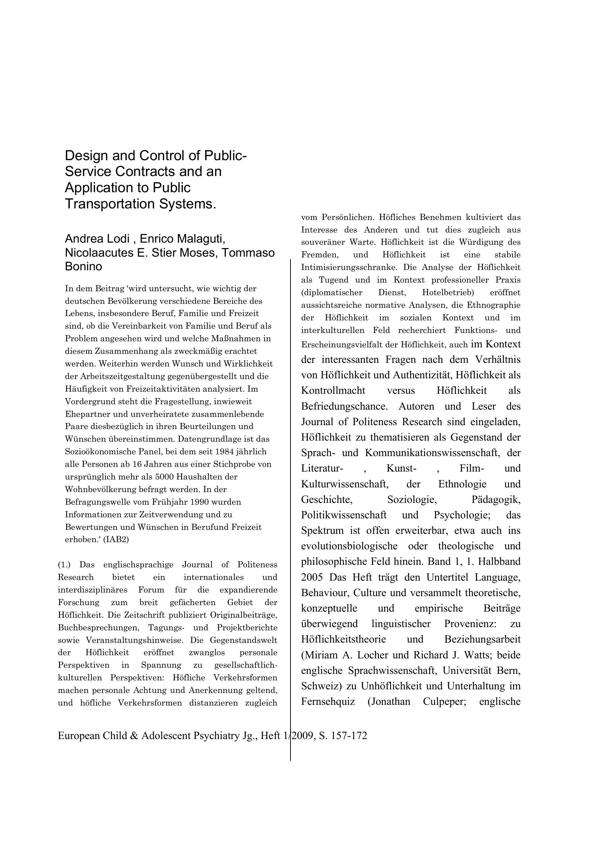 Design and Control of Public-
Service Contracts and an
Application to Public
Transportation Systems.
Andrea Lodi , Enrico Malaguti,
Nicolaacutes E. Stier Moses, Tommaso
Bonino
In dem Beitrag 'wird untersucht, wie wichtig der
deutschen Bevölkerung verschiedene Bereiche des
Lebens, insbesondere Beruf, Familie und Freizeit
sind, ob die Vereinbarkeit von Familie und Beruf als
Problem angesehen wird und welche Maßnahmen in
diesem Zusammenhang als zweckmäßig erachtet
werden. Weiterhin werden Wunsch und Wirklichkeit
der Arbeitszeitgestaltung gegenübergestellt und die
Häufigkeit von Freizeitaktivitäten analysiert. Im
Vordergrund steht die Fragestellung, inwieweit
Ehepartner und unverheiratete zusammenlebende
Paare diesbezüglich in ihren Beurteilungen und
Wünschen übereinstimmen. Datengrundlage ist das
Sozioökonomische Panel, bei dem seit 1984 jährlich
alle Personen ab 16 Jahren aus einer Stichprobe von
ursprünglich mehr als 5000 Haushalten der
Wohnbevölkerung befragt werden. In der
Befragungswelle vom Frühjahr 1990 wurden
Informationen zur Zeitverwendung und zu
Bewertungen und Wünschen in Berufund Freizeit
erhoben.' (IAB2)
(1.) Das englischsprachige Journal of Politeness
Research bietet ein internationales und
interdisziplinäres Forum für die expandierende
Forschung zum breit gefächerten Gebiet der
Höflichkeit. Die Zeitschrift publiziert Originalbeiträge,
Buchbesprechungen, Tagungs- und Projektberichte
sowie Veranstaltungshinweise. Die Gegenstandswelt
der Höflichkeit eröffnet zwanglos personale
Perspektiven in Spannung zu gesellschaftlich-
kulturellen Perspektiven: Höfliche Verkehrsformen
machen personale Achtung und Anerkennung geltend,
und höfliche Verkehrsformen distanzieren zugleich
vom Persönlichen. Höfliches Benehmen kultiviert das
Interesse des Anderen und tut dies zugleich aus
souveräner Warte. Höflichkeit ist die Würdigung des
Fremden, und Höflichkeit ist eine stabile
Intimisierungsschranke. Die Analyse der Höflichkeit
als Tugend und im Kontext professioneller Praxis
(diplomatischer Dienst, Hotelbetrieb) eröffnet
aussichtsreiche normative Analysen, die Ethnographie
der Höflichkeit im sozialen Kontext und im
interkulturellen Feld recherchiert Funktions- und
Erscheinungsvielfalt der Höflichkeit, auch im Kontext
der interessanten Fragen nach dem Verhältnis
von Höflichkeit und Authentizität, Höflichkeit als
Kontrollmacht versus Höflichkeit als
Befriedungschance. Autoren und Leser des
Journal of Politeness Research sind eingeladen,
Höflichkeit zu thematisieren als Gegenstand der
Sprach- und Kommunikationswissenschaft, der
Literatur- , Kunst- , Film- und
Kulturwissenschaft, der Ethnologie und
Geschichte, Soziologie, Pädagogik,
Politikwissenschaft und Psychologie; das
Spektrum ist offen erweiterbar, etwa auch ins
evolutionsbiologische oder theologische und
philosophische Feld hinein. Band 1, 1. Halbband
2005 Das Heft trägt den Untertitel Language,
Behaviour, Culture und versammelt theoretische,
konzeptuelle und empirische Beiträge
überwiegend linguistischer Provenienz: zu
Höflichkeitstheorie und Beziehungsarbeit
(Miriam A. Locher und Richard J. Watts; beide
englische Sprachwissenschaft, Universität Bern,
Schweiz) zu Unhöflichkeit und Unterhaltung im
Fernsehquiz (Jonathan Culpeper; englische
European Child & Adolescent Psychiatry Jg., Heft 1/2009, S. 157-172